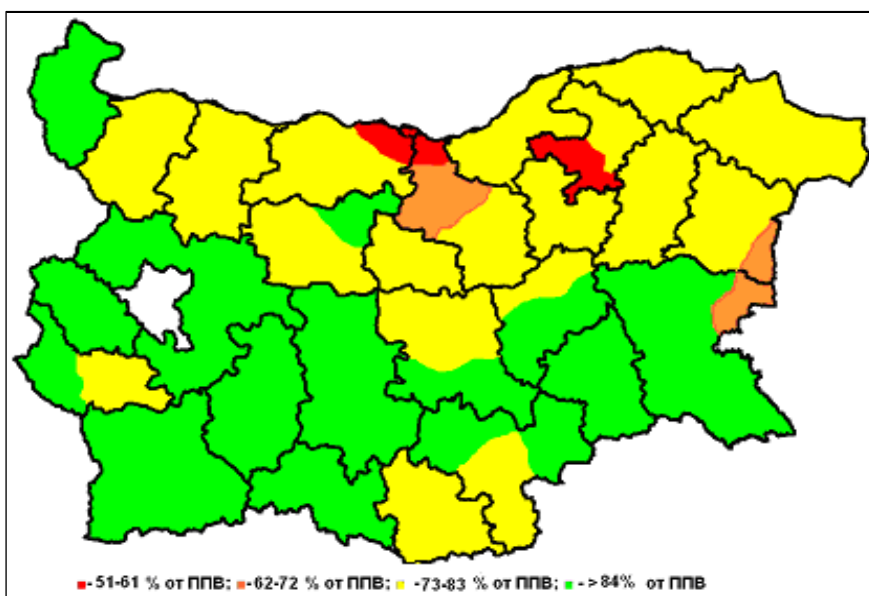 - 51-61 % от ППВ; -62-72 % от ППВ; -73-83 % от ППВ; - >84% от ППВ